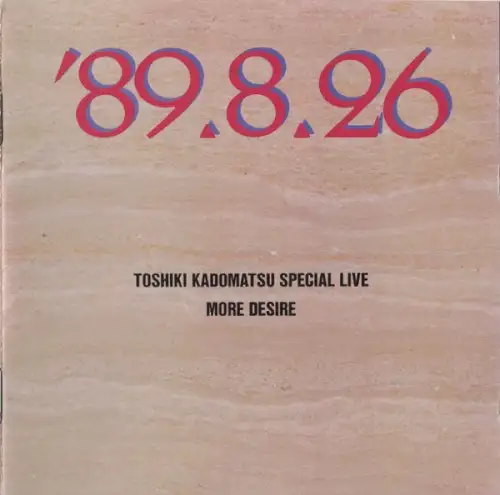 '89.8.26
TOSHIKI KADOMATSU SPECIAL LIVE
MORE DESIRE